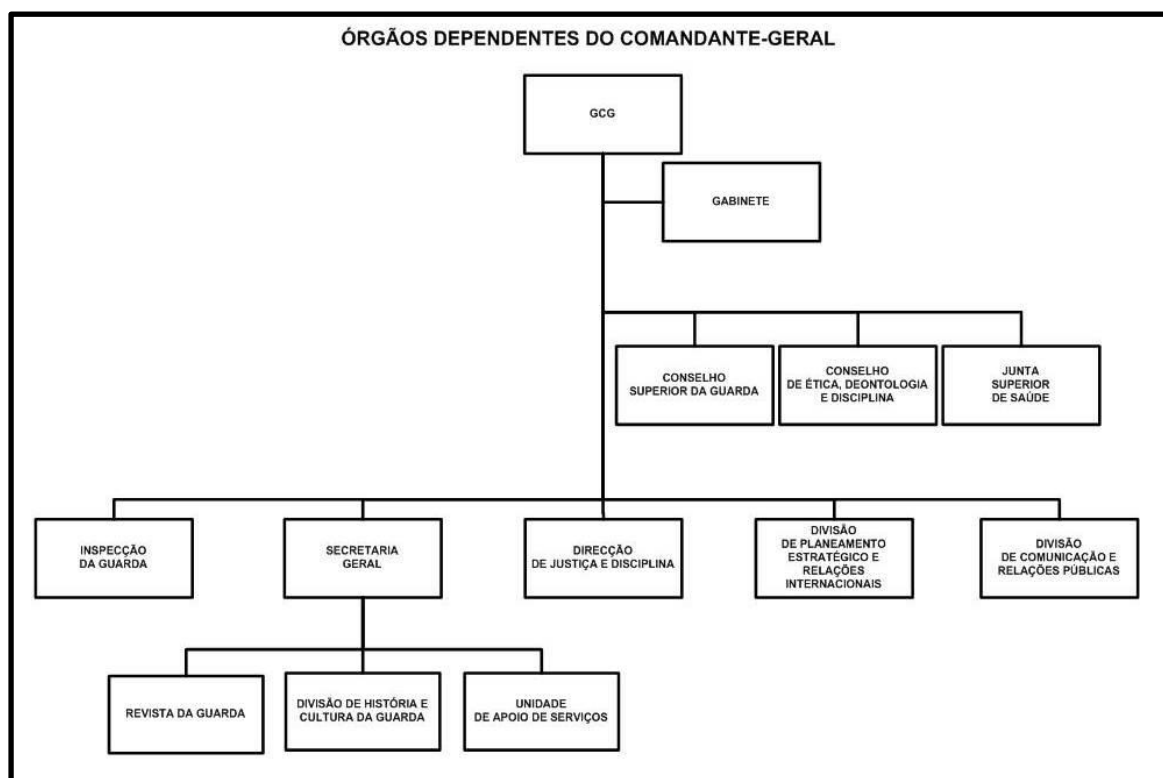 ÓRGÃOS DEPENDENTES DO COMANDANTE-GERAL
GCG
GABINETE
CONSELHO
SUPERIOR DA GUARDA
CONSELHO
DE ÉTICA, DEONTOLOGIA
E DISCIPLINA
JUNTA
SUPERIOR
DE SAÚDE
INSPECÇÃO
DA GUARDA
SECRETARIA
GERAL
DIRECÇÃO
DE JUSTIÇA E DISCIPLINA
DIVISÃO
DE PLANEAMENTO
ESTRATÉGICO E
RELAÇÕES
INTERNACIONAIS
DIVISÃO
DE COMUNICAÇÃO E
RELAÇÕES PÚBLICAS
REVISTA DA GUARDA
DIVISÃO DE HISTÓRIA E
CULTURA DA GUARDA
UNIDADE
DE APOIO DE SERVIÇOS